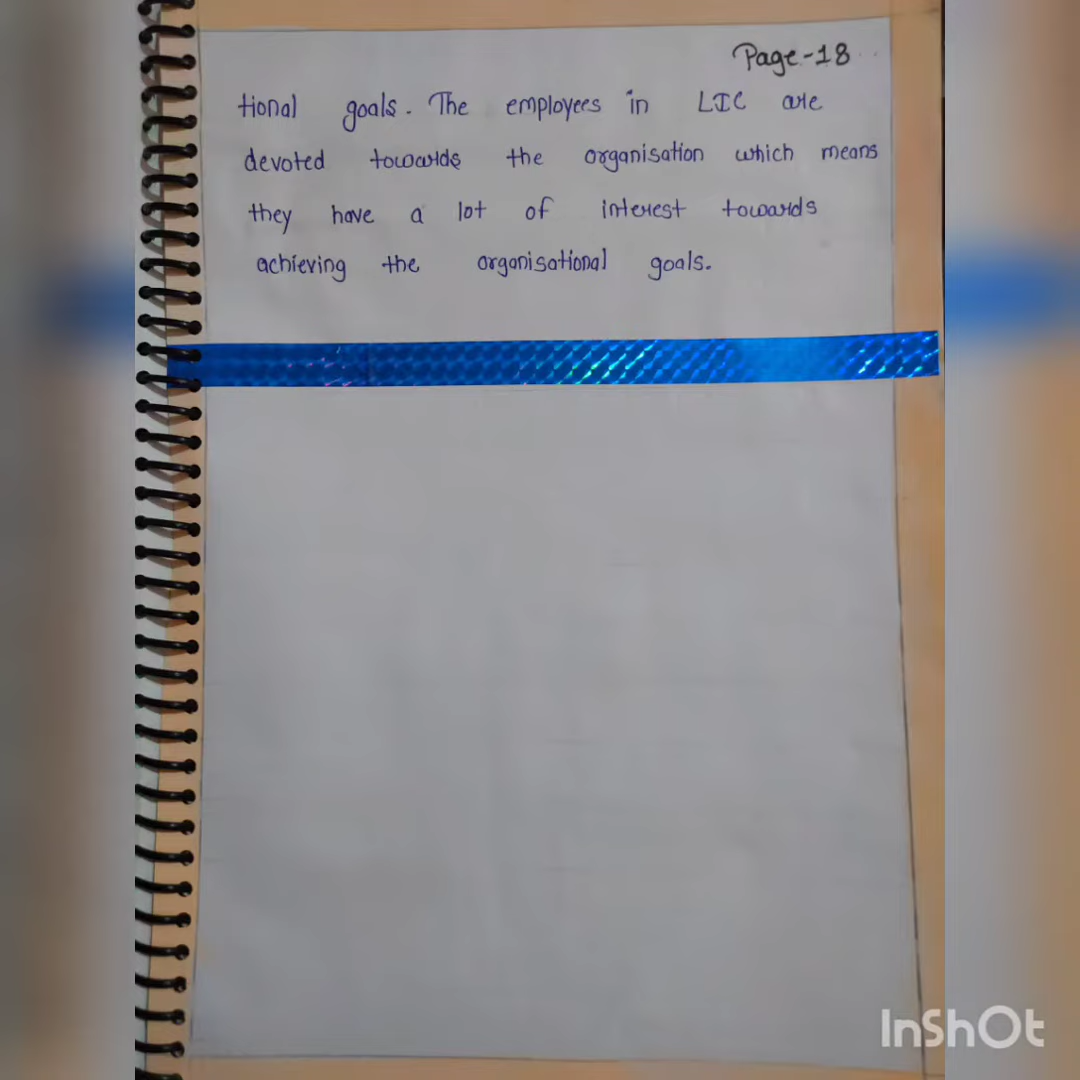 Page-18
tional goals. The employees in LIC are
devoted towards the organisation which means
they have a lot of interest towards
achieving the organisational goals.
InShOt